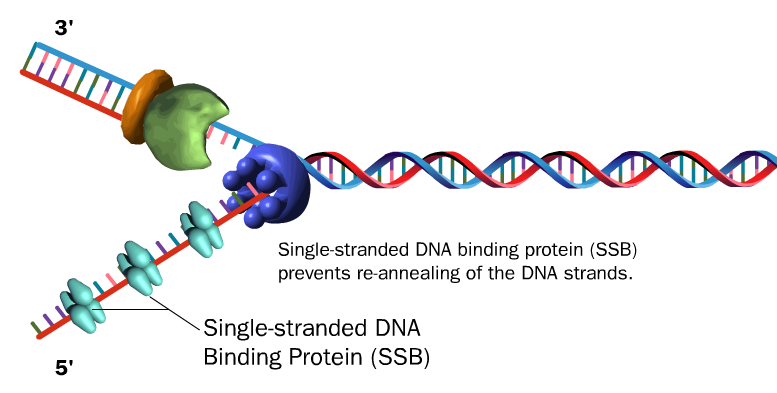 3'
Single-stranded DNA binding protein (SSB)
prevents re-annealing of the DNA strands.
Single-stranded DNA
Binding Protein (SSB)
5'